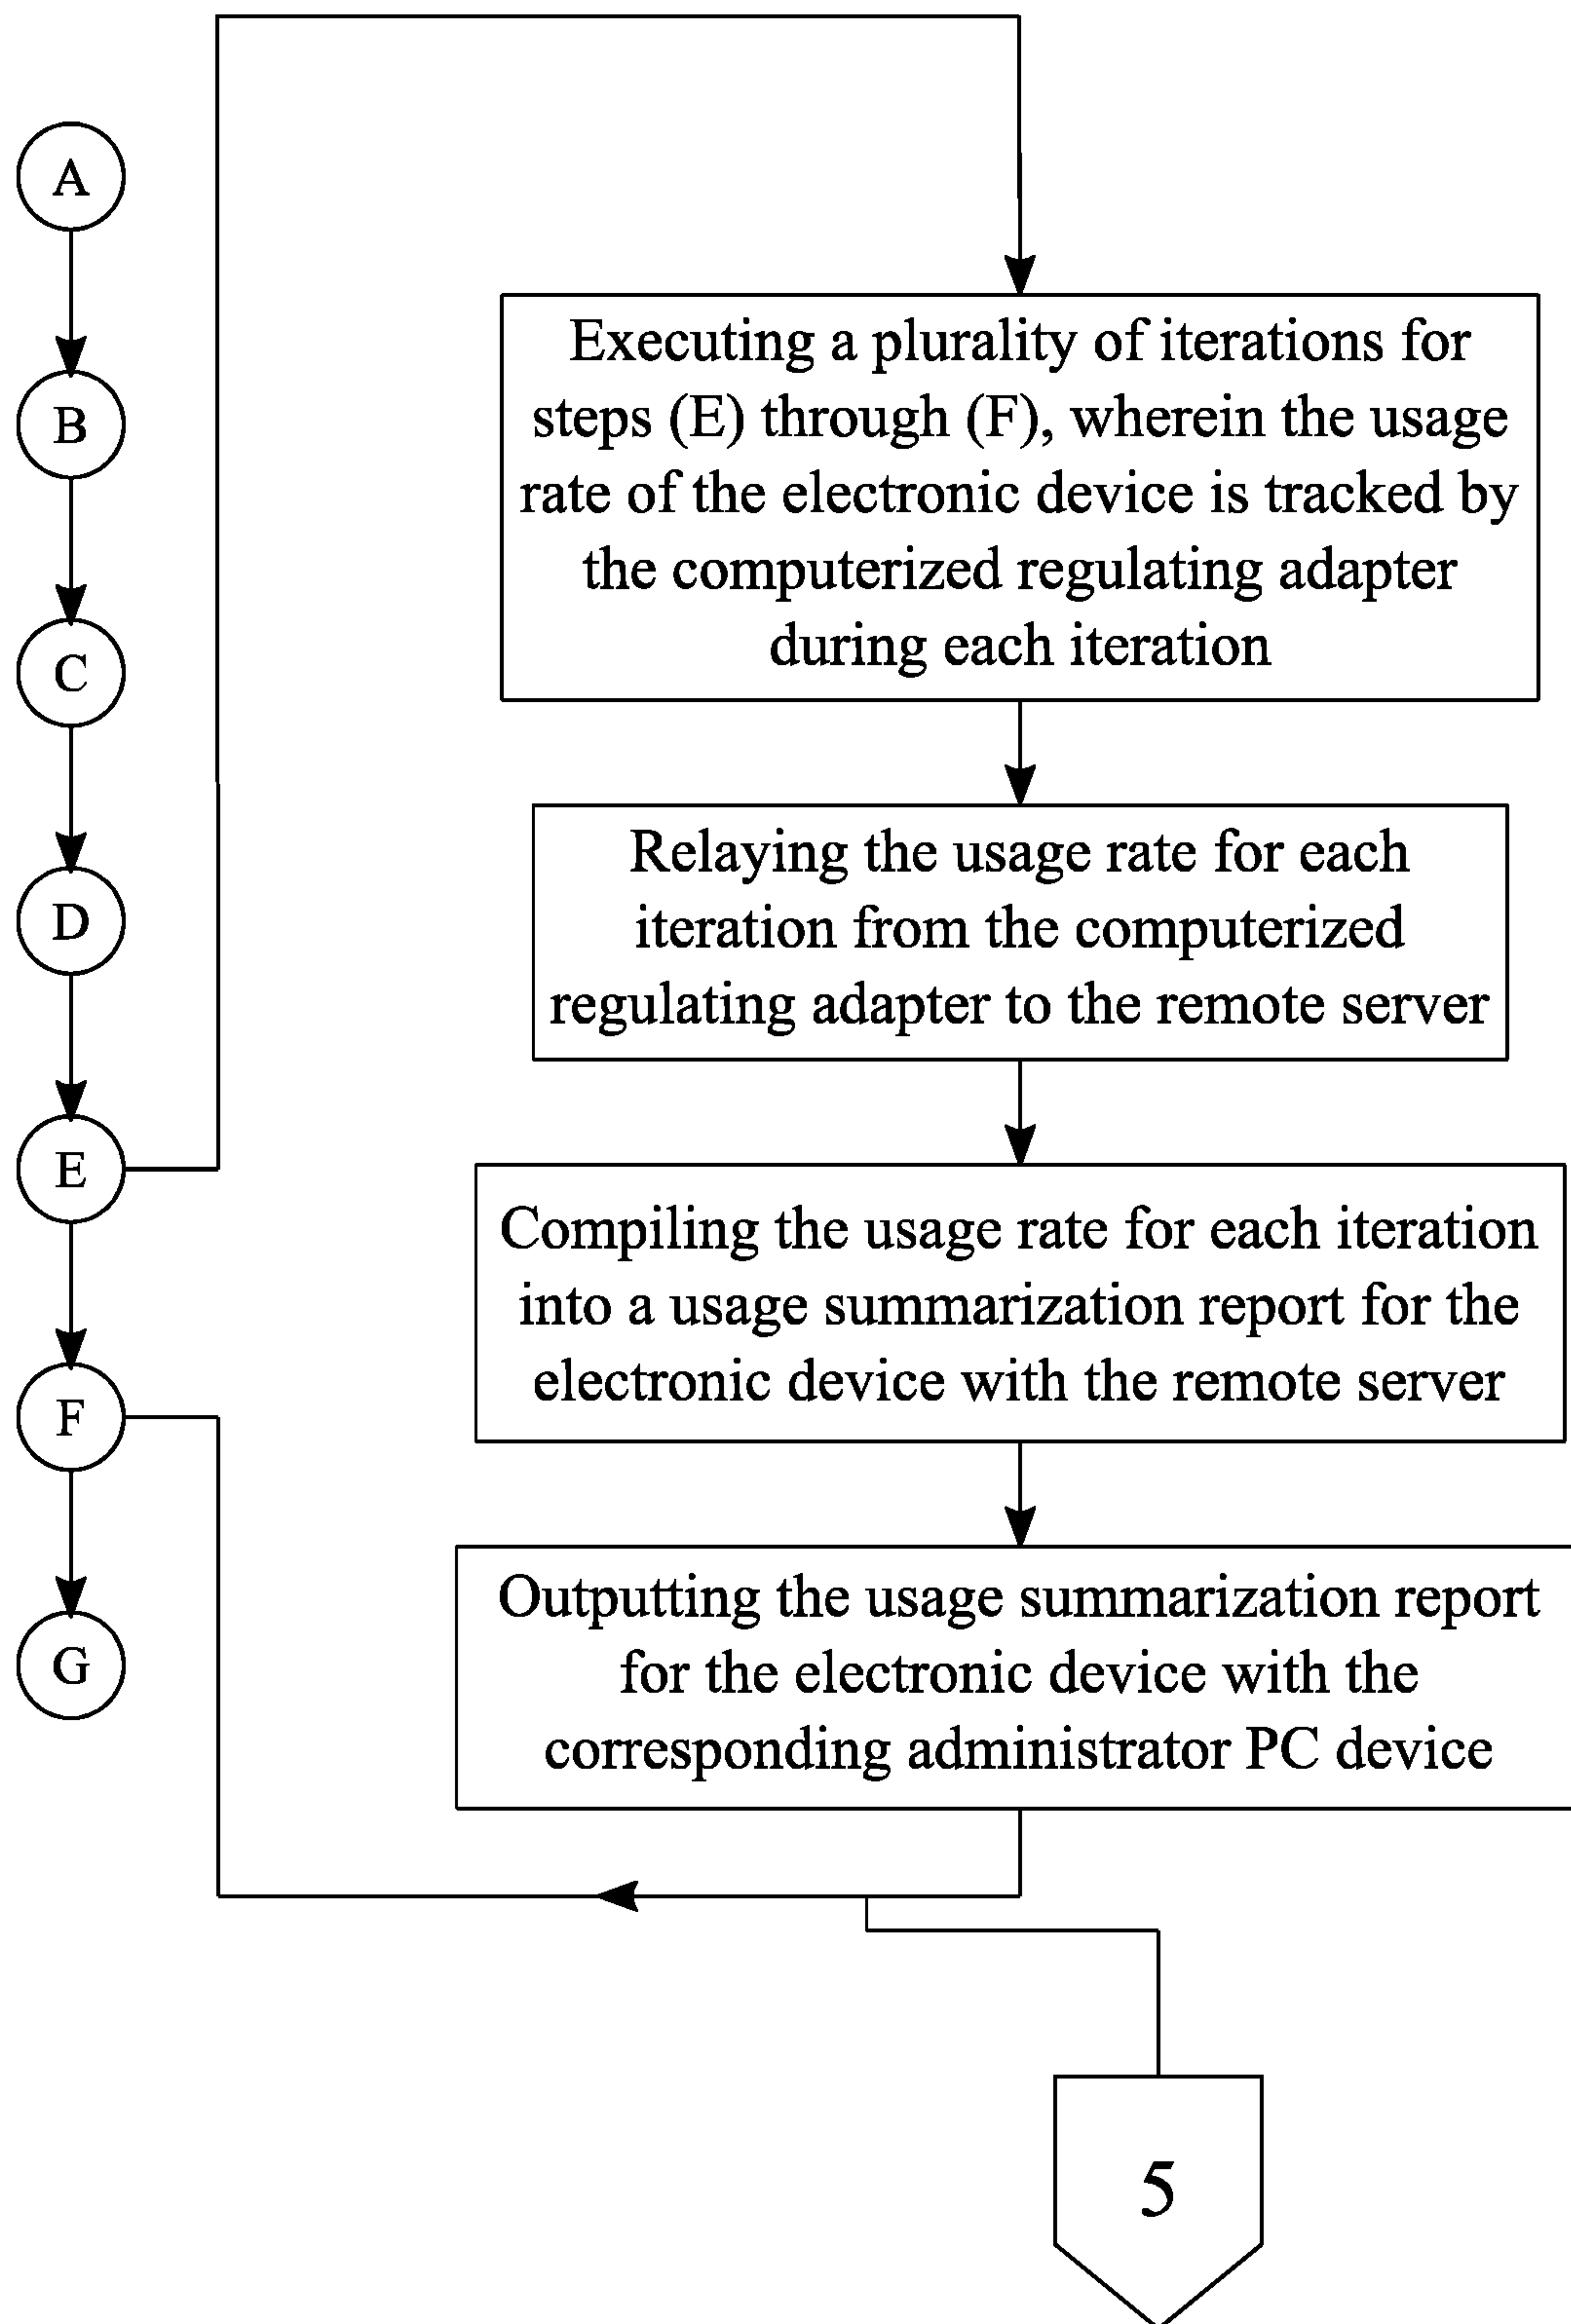 A
B
C
D
E
F
G
Executing a plurality of iterations for
steps (E) through (F), wherein the usage
rate of the electronic device is tracked by
the computerized regulating adapter
during each iteration
Relaying the usage rate for each
iteration from the computerized
regulating adapter to the remote server
Compiling the usage rate for each iteration
into a usage summarization report for the
electronic device with the remote server
Outputting the usage summarization report
for the electronic device with the
corresponding administrator PC device
5